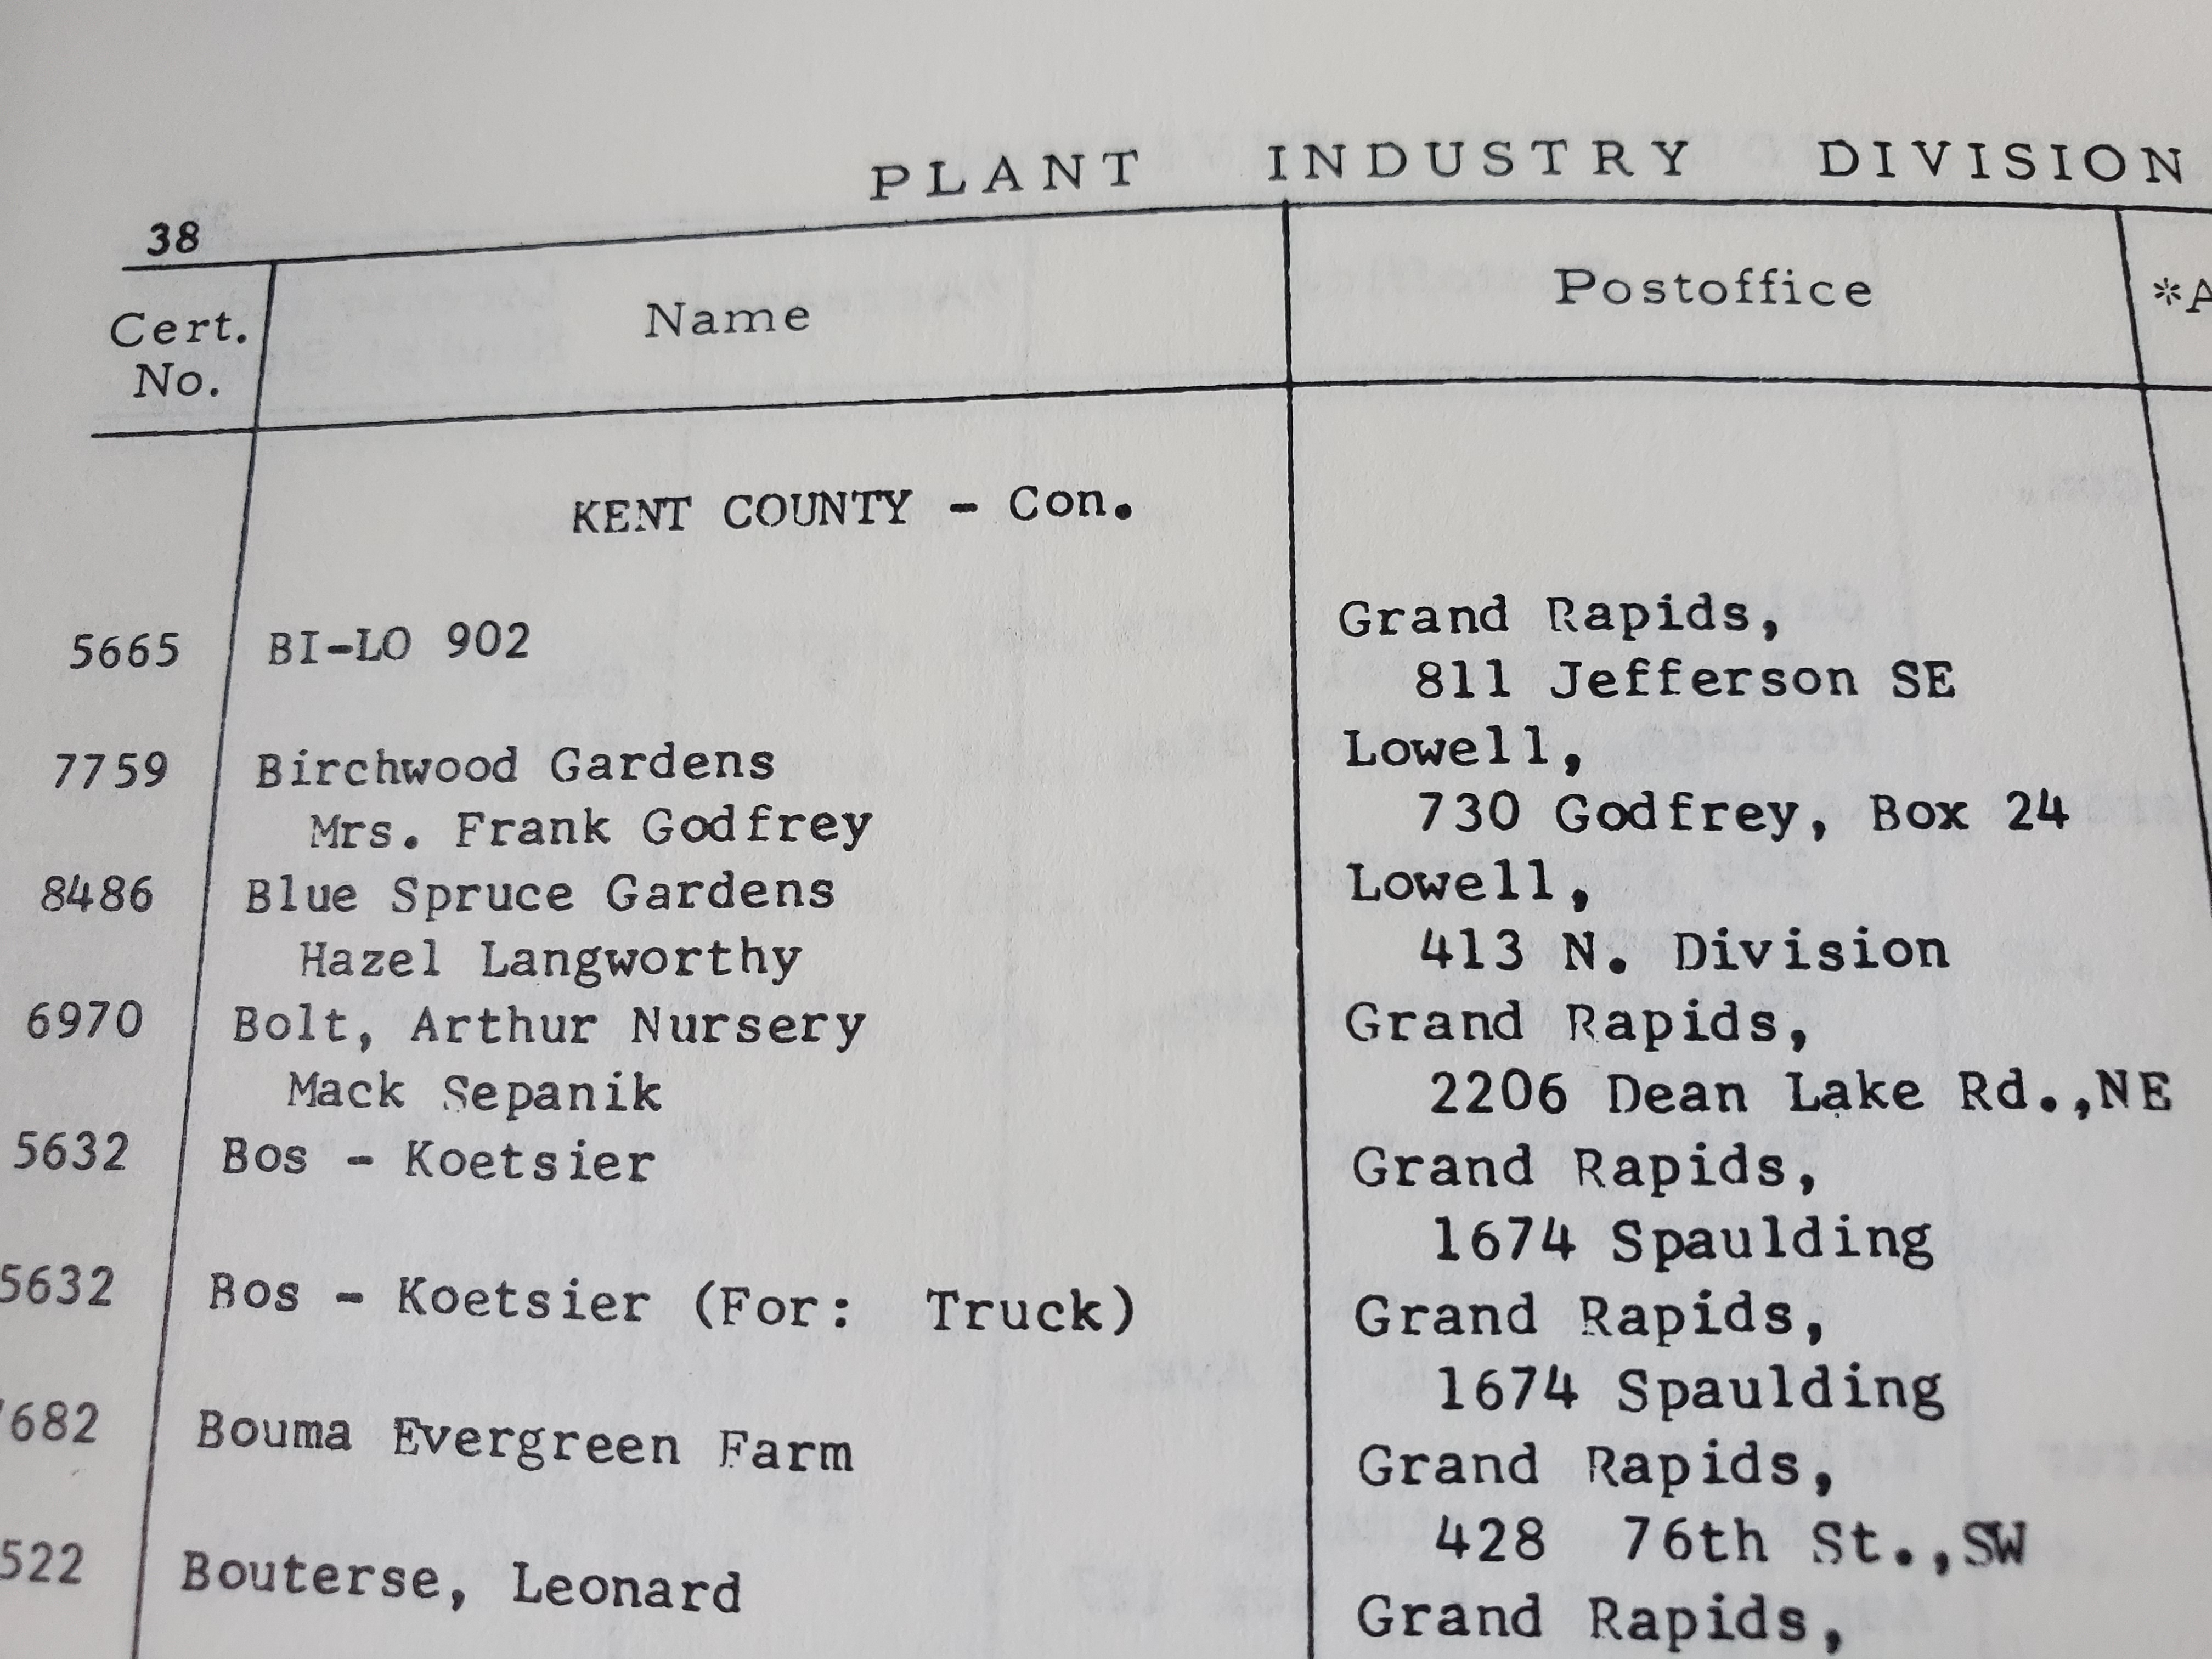 PLANT INDUSTRY DIVISION
38
Cert. No.
Name
Postoffice
*A
KENT COUNTY - Con.
5665 BI-LO 902 Grand Rapids,
811 Jefferson SE
7759 Birchwood Gardens Lowell,
Mrs. Frank Godfrey 730 Godfrey, Box 24
8486 Blue Spruce Gardens Lowell,
Hazel Langworthy 413 N. Division
6970 Bolt, Arthur Nursery Grand Rapids,
Mack Sepanik 2206 Dean Lake Rd.,NE
5632 Bos - Koetsier Grand Rapids,
1674 Spaulding
5632 Bos - Koetsier (For: Truck) Grand Rapids,
1674 Spaulding
682 Bouma Evergreen Farm Grand Rapids,
428 76th St.,SW
522 Bouterse, Leonard Grand Rapids,